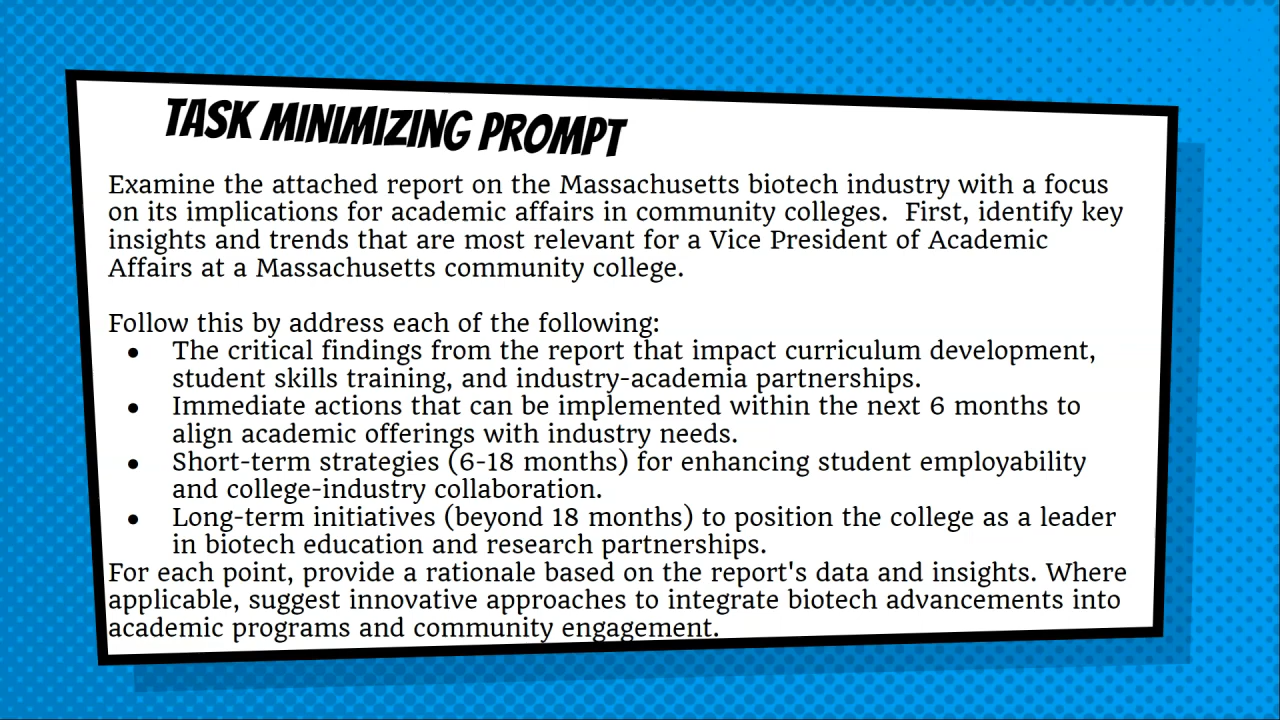 TASK MINIMIZING PROMPT
Examine the attached report on the Massachusetts biotech industry with a focus
on its implications for academic affairs in community colleges.  First, identify key
insights and trends that are most relevant for a Vice President of Academic
Affairs at a Massachusetts community college.
Follow this by address each of the following:
• The critical findings from the report that impact curriculum development,
student skills training, and industry-academia partnerships.
• Immediate actions that can be implemented within the next 6 months to
align academic offerings with industry needs.
• Short-term strategies (6-18 months) for enhancing student employability
and college-industry collaboration.
• Long-term initiatives (beyond 18 months) to position the college as a leader
in biotech education and research partnerships.
For each point, provide a rationale based on the report's data and insights. Where
applicable, suggest innovative approaches to integrate biotech advancements into
academic programs and community engagement.